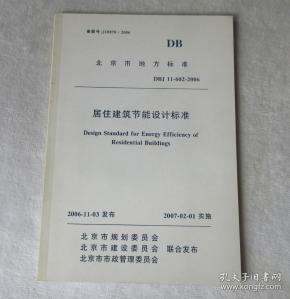 DB
北京市地方标准
DBJ 11-602-2006
居住建筑节能设计标准
Design Standard for Energy Efficiency of
Residential Buildings
2006-11-03 发布 2007-02-01 实施
北京市规划委员会
北京市建设委员会 联合发布
北京市市政管理委员会
孔夫子旧书网